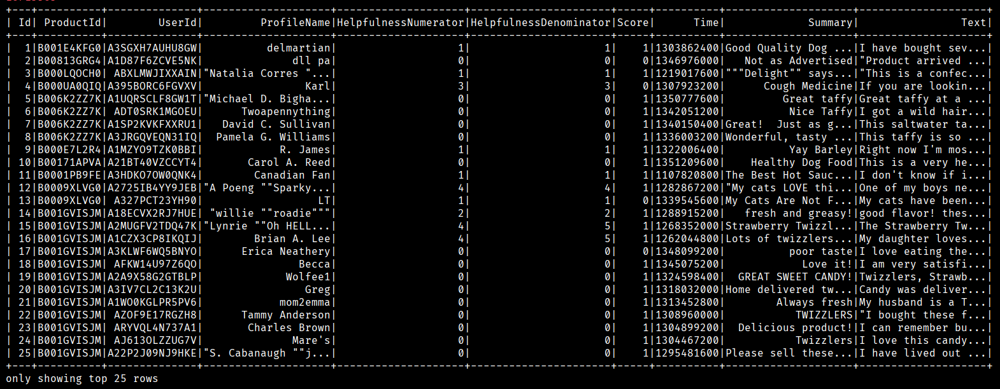 +---+----------+--------------+--------------------+--------------------+----------------------+-----+----------+--------------------+--------------------+
| Id| ProductId|        UserId|         ProfileName|HelpfulnessNumerator|HelpfulnessDenominator|Score|      Time|             Summary|                Text|
+---+----------+--------------+--------------------+--------------------+----------------------+-----+----------+--------------------+--------------------+
|  1|B001E4KFG0|A3SGXH7AUHU8GW|          delmartian|                   1|                     1|    1|1303862400|Good Quality Dog ...|I have bought sev...|
|  2|B00813GRG4|A1D87F6ZCVE5NK|              dll pa|                   0|                     0|    0|1346976000|   Not as Advertised|"Product arrived ...|
|  3|B000LQOCH0| ABXLMWJIXXAIN|"Natalia Corres "...|                   1|                     1|    1|1219017600|"""Delight"" says...|"This is a confec...|
|  4|B000UA0QIQ|A395BORC6FGVXV|                Karl|                   3|                     3|    0|1307923200|      Cough Medicine|If you are lookin...|
|  5|B006K2ZZ7K|A1UQRSCLF8GW1T|"Michael D. Bigha...|                   0|                     0|    1|1350777600|         Great taffy|Great taffy at a ...|
|  6|B006K2ZZ7K| ADT0SRK1MGOEU|      Twoapennything|                   0|                     0|    1|1342051200|          Nice Taffy|I got a wild hair...|
|  7|B006K2ZZ7K|A1SP2KVKFXXRU1|   David C. Sullivan|                   0|                     0|    1|1340150400|Great!  Just as g...|This saltwater ta...|
|  8|B006K2ZZ7K|A3JRGQVEQN31IQ|  Pamela G. Williams|                   0|                     0|    1|1336003200|Wonderful, tasty ...|This taffy is so ...|
|  9|B000E7L2R4|A1MZYO9TZK0BBI|            R. James|                   1|                     1|    1|1322006400|          Yay Barley|Right now I'm mos...|
| 10|B00171APVA|A21BT40VZCCYT4|       Carol A. Reed|                   0|                     0|    1|1351209600|    Healthy Dog Food|This is a very he...|
| 11|B0001PB9FE|A3HDKO7OW0QNK4|        Canadian Fan|                   1|                     1|    1|1107820800|The Best Hot Sauc...|I don't know if i...|
| 12|B0009XLVG0|A2725IB4YY9JEB|"A Poeng ""Sparky...|                   4|                     4|    1|1282867200|"My cats LOVE thi...|One of my boys ne...|
| 13|B0009XLVG0| A327PCT23YH90|                  LT|                   1|                     1|    0|1339545600|My Cats Are Not F...|My cats have been...|
| 14|B001GVISJM|A18ECVX2RJ7HUE| "willie ""roadie"""|                   2|                     2|    1|1288915200|   fresh and greasy!|good flavor! thes...|
| 15|B001GVISJM|A2MUGFV2TDQ47K|"Lynrie ""Oh HELL...|                   4|                     5|    1|1268352000|Strawberry Twizzl...|The Strawberry Tw...|
| 16|B001GVISJM|A1CZX3CP8IKQIJ|        Brian A. Lee|                   4|                     5|    1|1262044800|Lots of twizzlers...|My daughter loves...|
| 17|B001GVISJM|A3KLWF6WQ5BNYO|      Erica Neathery|                   0|                     0|    0|1348099200|          poor taste|I love eating the...|
| 18|B001GVISJM| AFKW14U97Z6QO|               Becca|                   0|                     0|    1|1345075200|            Love it!|I am very satisfi...|
| 19|B001GVISJM|A2A9X58G2GTBLP|             Wolfee1|                   0|                     0|    1|1324598400|  GREAT SWEET CANDY!|Twizzlers, Strawb...|
| 20|B001GVISJM|A3IV7CL2C13K2U|                Greg|                   0|                     0|    1|1318032000|Home delivered tw...|Candy was deliver...|
| 21|B001GVISJM|A1WO0KGLPR5PV6|            mom2emma|                   0|                     0|    1|1313452800|        Always fresh|My husband is a T...|
| 22|B001GVISJM| AZOF9E17RGZH8|      Tammy Anderson|                   0|                     0|    1|1308960000|           TWIZZLERS|"I bought these f...|
| 23|B001GVISJM| ARYVQL4N737A1|       Charles Brown|                   0|                     0|    1|1304899200|  Delicious product!|I can remember bu...|
| 24|B001GVISJM| AJ613OLZZUG7V|              Mare's|                   0|                     0|    1|1304467200|           Twizzlers|I love this candy...|
| 25|B001GVISJM|A22P2J09NJ9HKE|"S. Cabanaugh ""j...|                   0|                     0|    1|1295481600|Please sell these...|I have lived out ...|
+---+----------+--------------+--------------------+--------------------+----------------------+-----+----------+--------------------+--------------------+
only showing top 25 rows